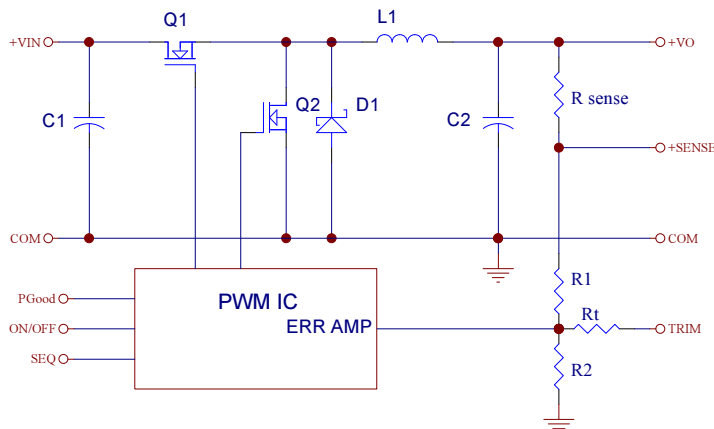 Q1
L1
+VIN
+VO
R sense
C1
Q2
D1
C2
+SENSE
COM
COM
R1
PGood
PWM IC
Rt
ON/OFF
ERR AMP
TRIM
SEQ
R2